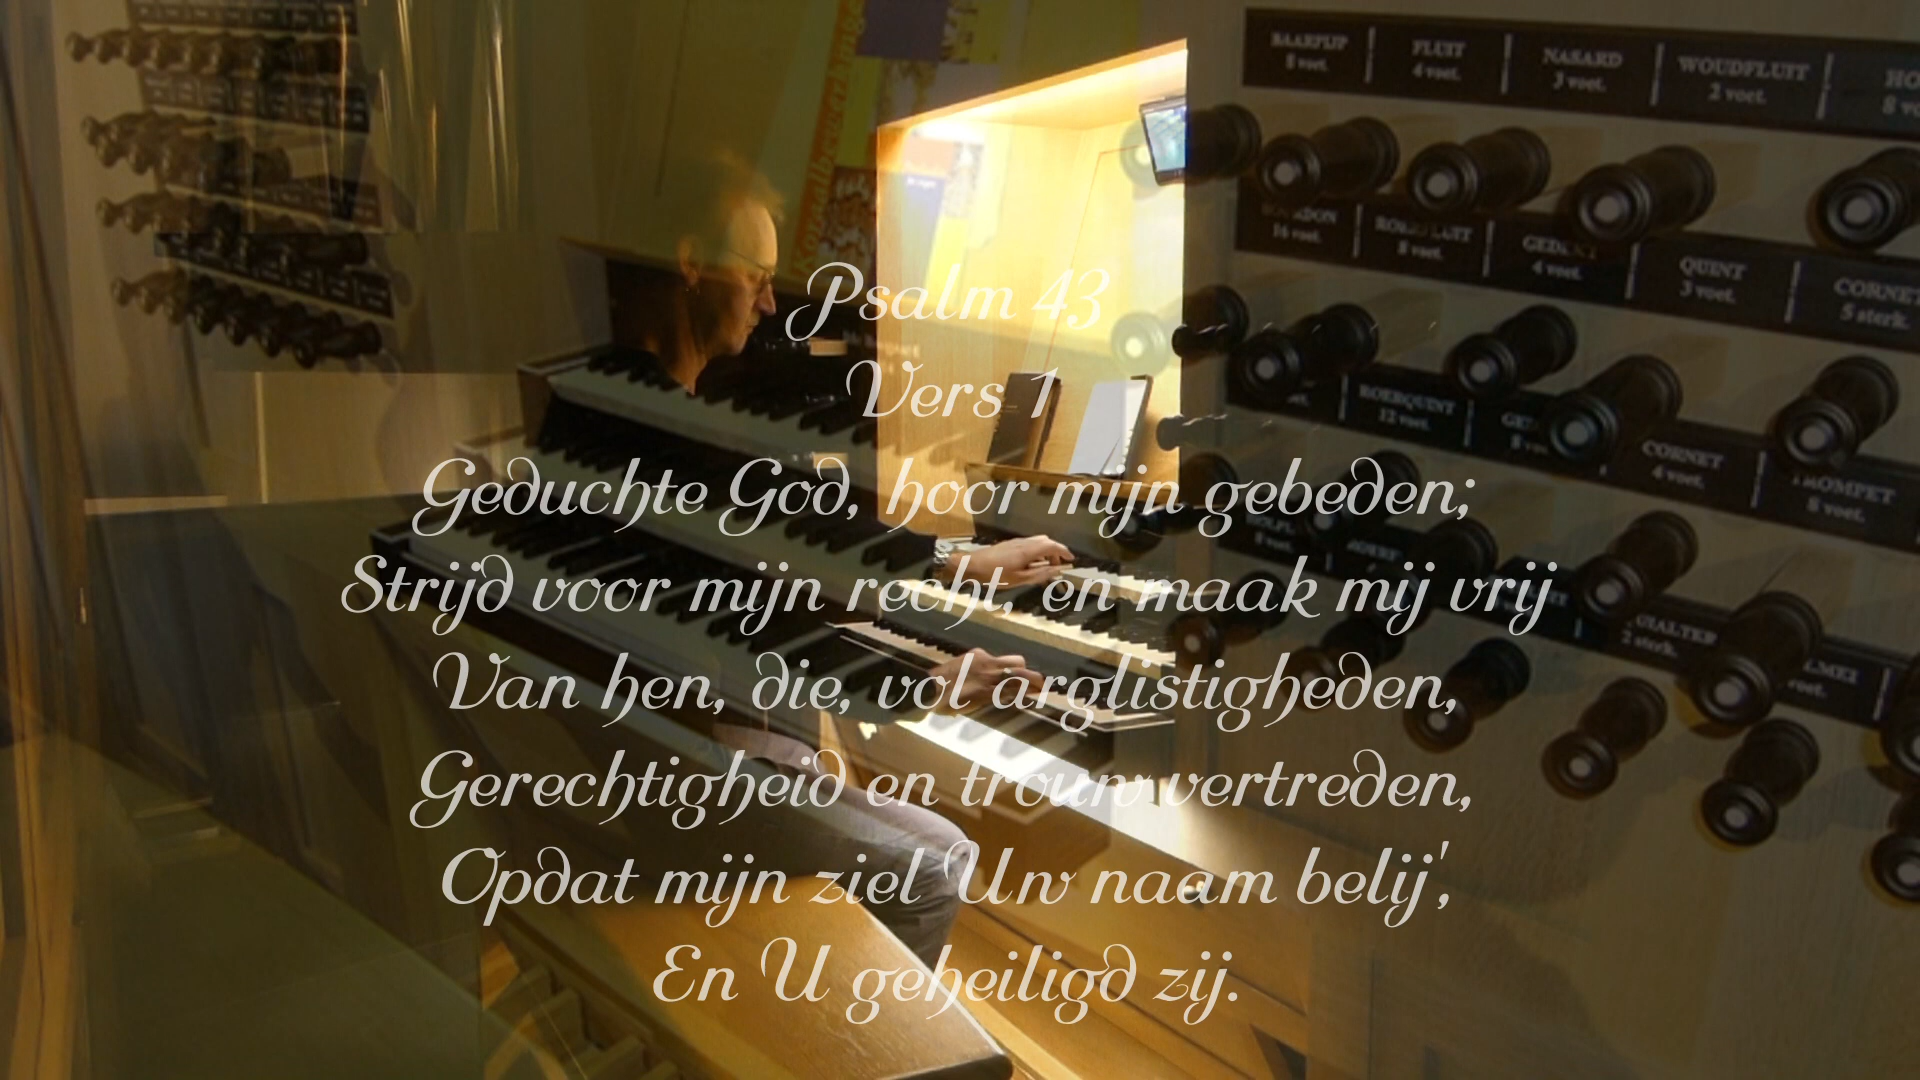 Psalm 43
Vers 1
Geduchte God, hoor mijn gebeden;
Strijd voor mijn recht, en maak mij vrij
Van hen, die, vol arglistigheden,
Gerechtigheid en trouw vertreden,
Opdat mijn ziel Uw naam belij',
En U geheiligd zij.
BAARPIJP FLUIT NASARD WOUDFLUIT
8 voet. 4 voet. 3 voet. 2 voet.
QUINT CORNET
16 voet. 8 voet. 4 voet. 3 voet. 5 sterk.
ROERQUINT CORNET
12 voet. 4 voet. 8 voet.
2 sterk.